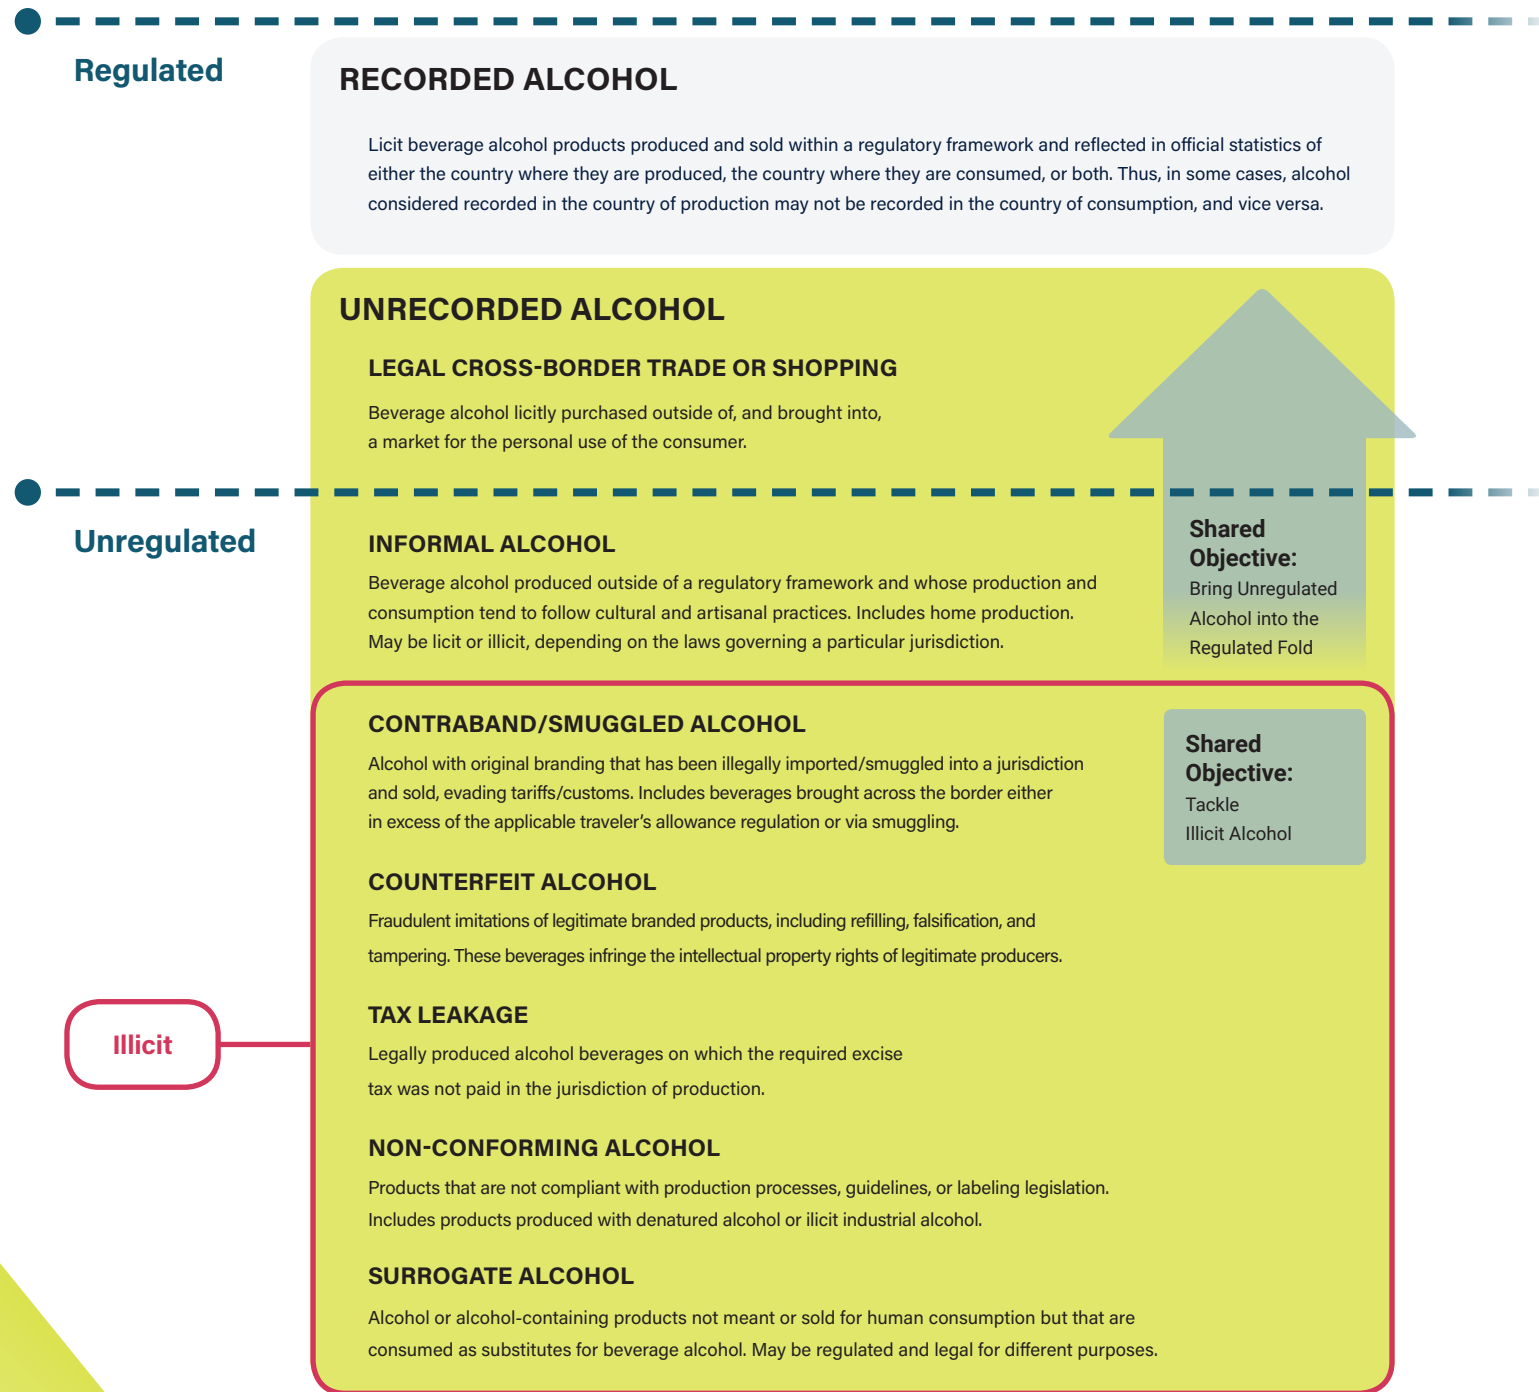 Regulated
RECORDED ALCOHOL
Licit beverage alcohol products produced and sold within a regulatory framework and reflected in official statistics of
either the country where they are produced, the country where they are consumed, or both. Thus, in some cases, alcohol
considered recorded in the country of production may not be recorded in the country of consumption, and vice versa.
UNRECORDED ALCOHOL
LEGAL CROSS-BORDER TRADE OR SHOPPING
Beverage alcohol licitly purchased outside of, and brought into,
a market for the personal use of the consumer.
Unregulated
INFORMAL ALCOHOL
Beverage alcohol produced outside of a regulatory framework and whose production and
consumption tend to follow cultural and artisanal practices. Includes home production.
May be licit or illicit, depending on the laws governing a particular jurisdiction.
Shared
Objective:
Bring Unregulated
Alcohol into the
Regulated Fold
CONTRABAND/SMUGGLED ALCOHOL
Alcohol with original branding that has been illegally imported/smuggled into a jurisdiction
and sold, evading tariffs/customs. Includes beverages brought across the border either
in excess of the applicable traveler's allowance regulation or via smuggling.
Shared
Objective:
Tackle
Illicit Alcohol
COUNTERFEIT ALCOHOL
Fraudulent imitations of legitimate branded products, including refilling, falsification, and
tampering. These beverages infringe the intellectual property rights of legitimate producers.
Illicit
TAX LEAKAGE
Legally produced alcohol beverages on which the required excise
tax was not paid in the jurisdiction of production.
NON-CONFORMING ALCOHOL
Products that are not compliant with production processes, guidelines, or labeling legislation.
Includes products produced with denatured alcohol or ilicit industrial alcohol.
SURROGATE ALCOHOL
Alcohol or alcohol-containing products not meant or sold for human consumption but that are
consumed as substitutes for beverage alcohol. May be regulated and legal for different purposes.